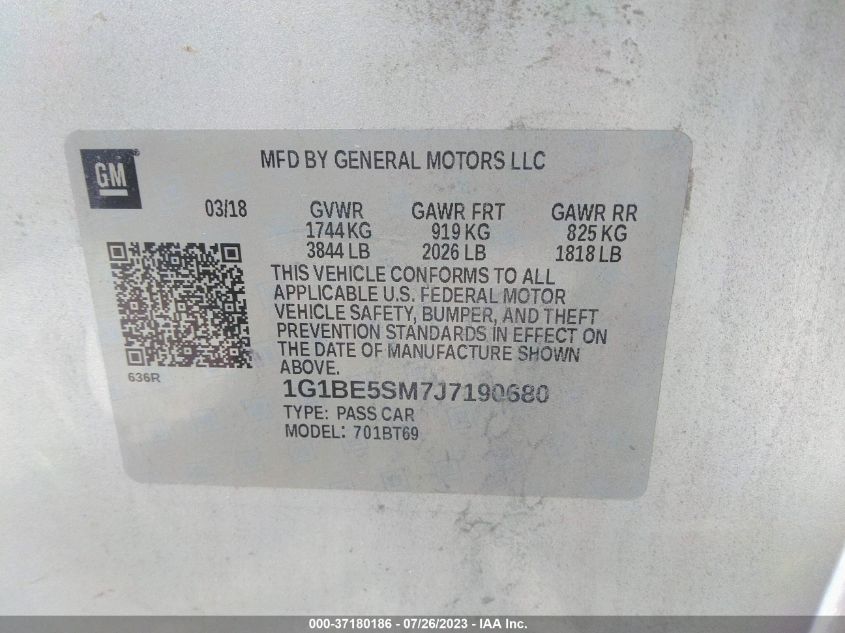 MFD BY GENERAL MOTORS LLC
GM®
03/18 GVWR GAWR FRT GAWR RR
1744 KG 919 KG 825 KG
3844 LB 2026 LB 1818 LB
THIS VEHICLE CONFORMS TO ALL
APPLICABLE U.S. FEDERAL MOTOR
VEHICLE SAFETY, BUMPER, AND THEFT
PREVENTION STANDARDS IN EFFECT ON
THE DATE OF MANUFACTURE SHOWN
ABOVE.
636R
1G1BE5SM7J7190680
TYPE: PASS CAR
MODEL: 701BT69
000-37180186 - 07/26/2023 - IAA Inc.